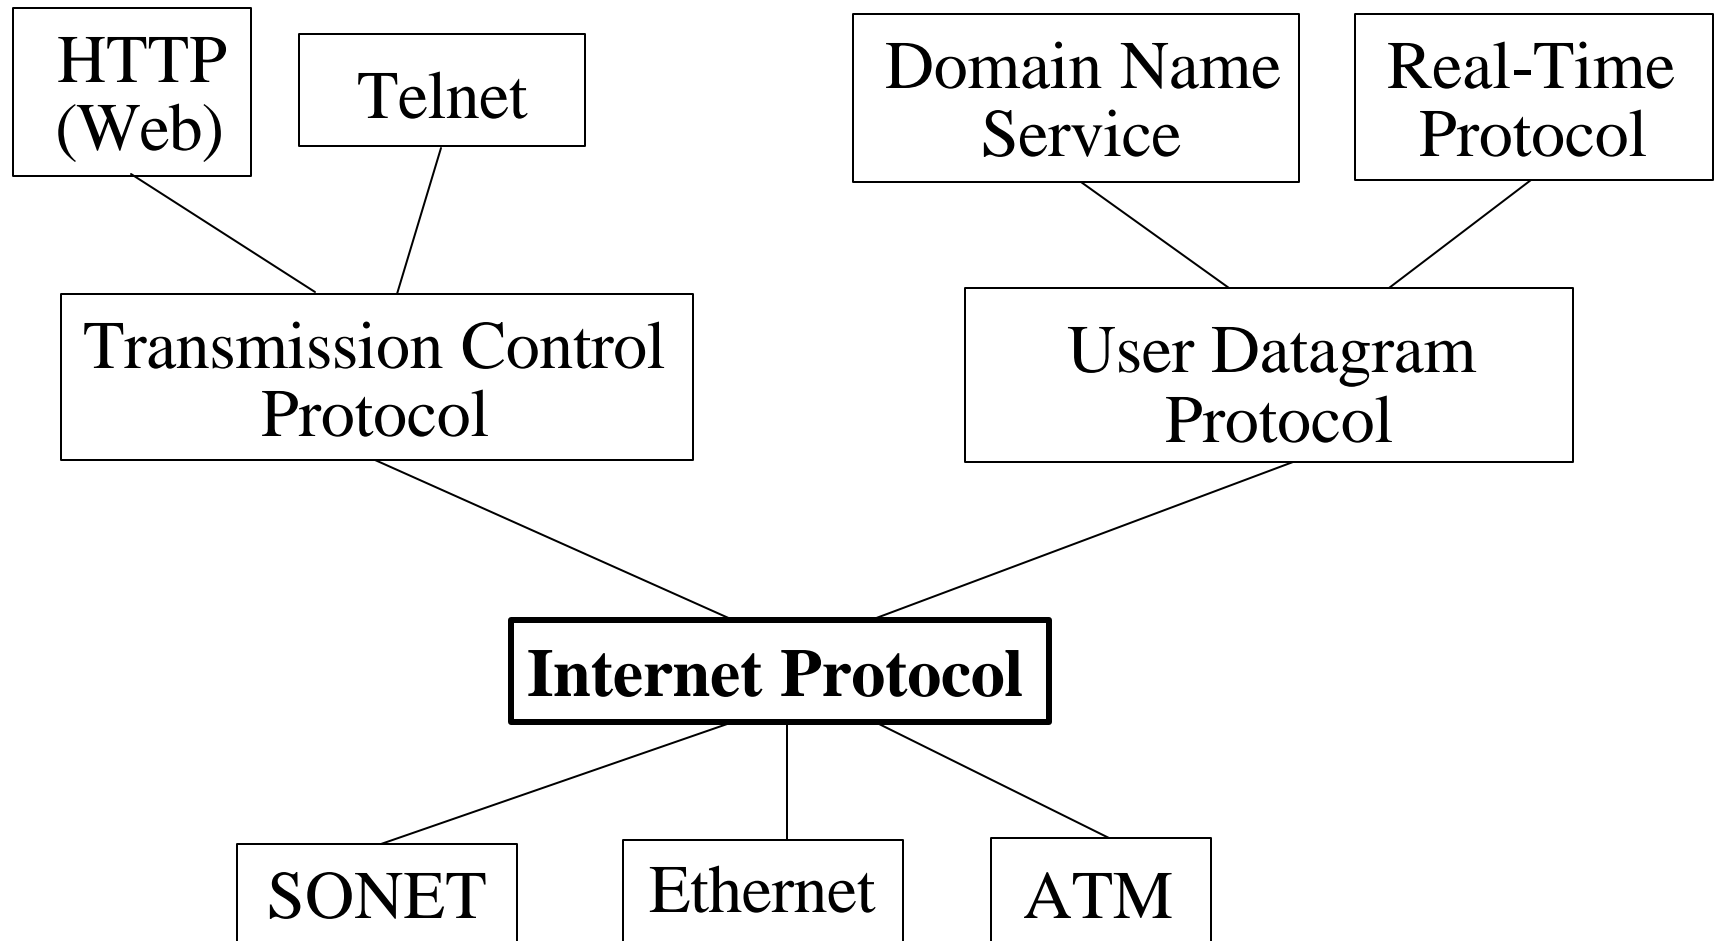 HTTP
(Web)
Telnet
Domain Name
Service
Real-Time
Protocol
Transmission Control
Protocol
User Datagram
Protocol
Internet Protocol
SONET
Ethernet
ATM